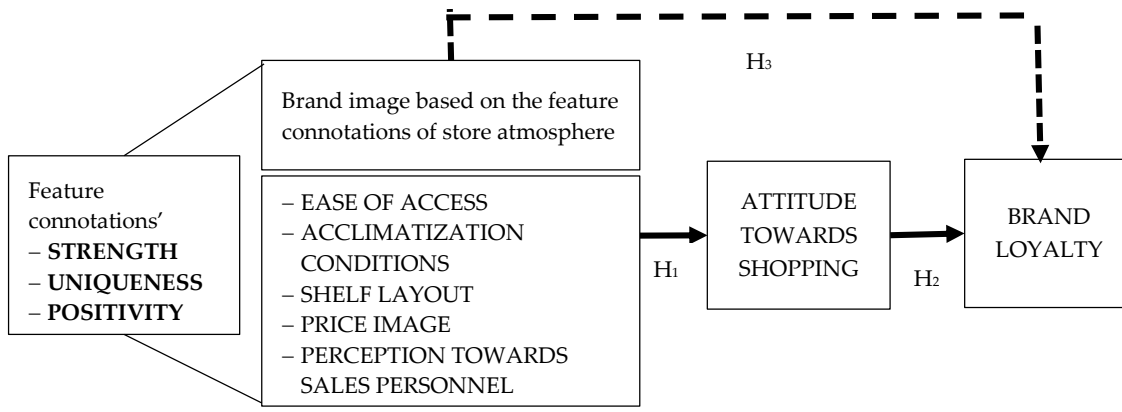 H₃
Brand image based on the feature
connotations of store atmosphere
Feature
connotations’
– STRENGTH
– UNIQUENESS
– POSITIVITY
– EASE OF ACCESS
– ACCLIMATIZATION
CONDITIONS
– SHELF LAYOUT
– PRICE IMAGE
– PERCEPTION TOWARDS
SALES PERSONNEL
H₁
ATTITUDE
TOWARDS
SHOPPING
H₂
BRAND
LOYALTY